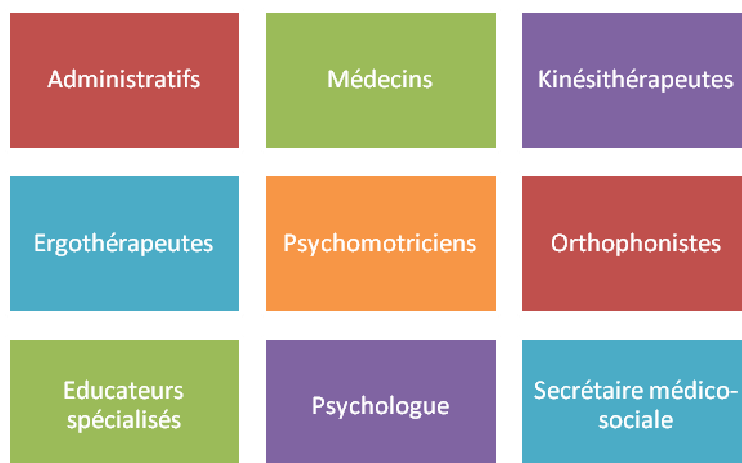 Administratifs
Médecins
Kinésithérapeutes
Ergothérapeutes
Psychomotriciens
Orthophonistes
Educateurs
spécialisés
Psychologue
Secrétaire médico-
sociale